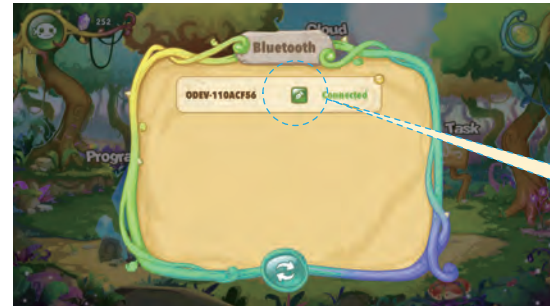 252
Cloud
Bluetooth
ODEV-110ACF56 Connected
Task
Progra